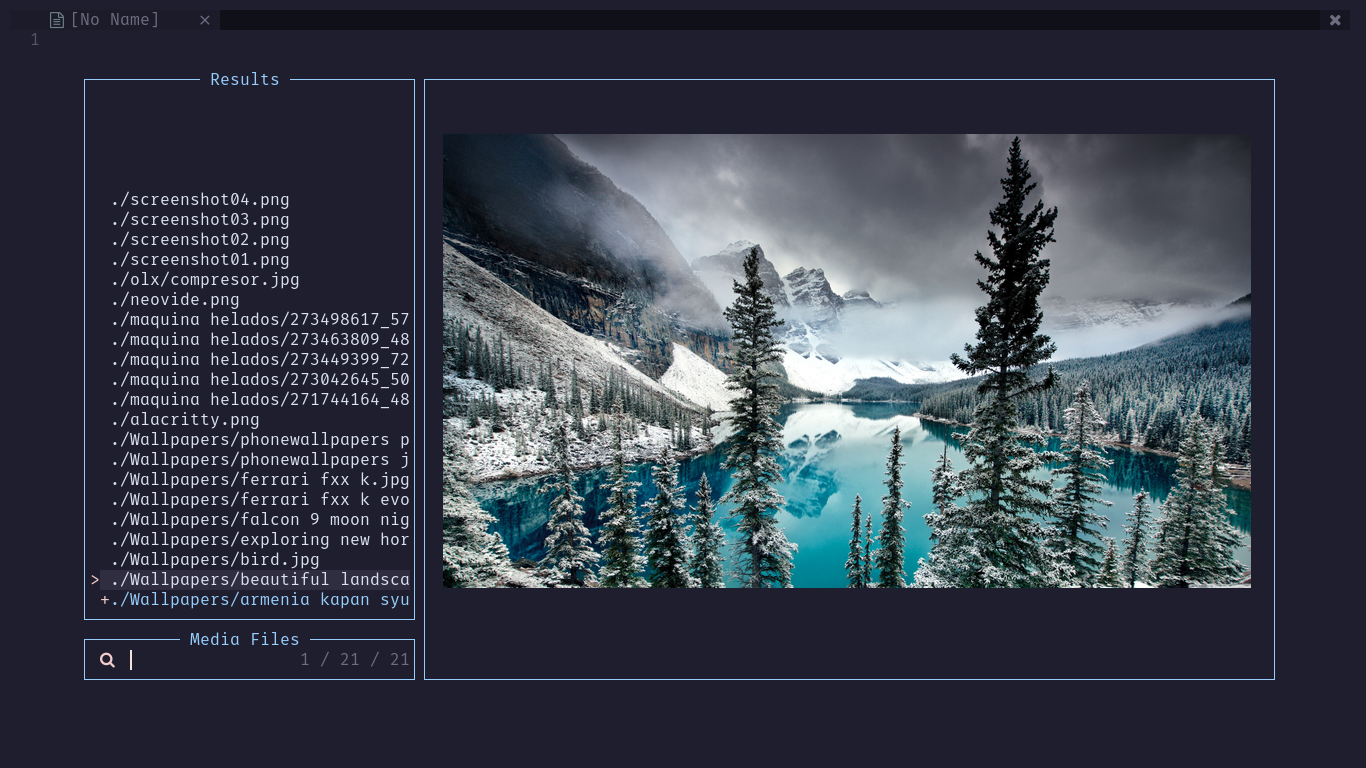 [No Name]
1
Results
./screenshot04.png
./screenshot03.png
./screenshot02.png
./screenshot01.png
./olx/compresor.jpg
./neovide.png
./maquina helados/273498617_57
./maquina helados/273463809_48
./maquina helados/273449399_72
./maquina helados/273042645_50
./maquina helados/271744164_48
./alacritty.png
./Wallpapers/phonewallpapers p
./Wallpapers/phonewallpapers j
./Wallpapers/ferrari fxx k.jpg
./Wallpapers/ferrari fxx k evo
./Wallpapers/falcon 9 moon nig
./Wallpapers/exploring new hor
./Wallpapers/bird.jpg
> ./Wallpapers/beautiful landsca
+./Wallpapers/armenia kapan syu
Media Files
1 / 21 / 21